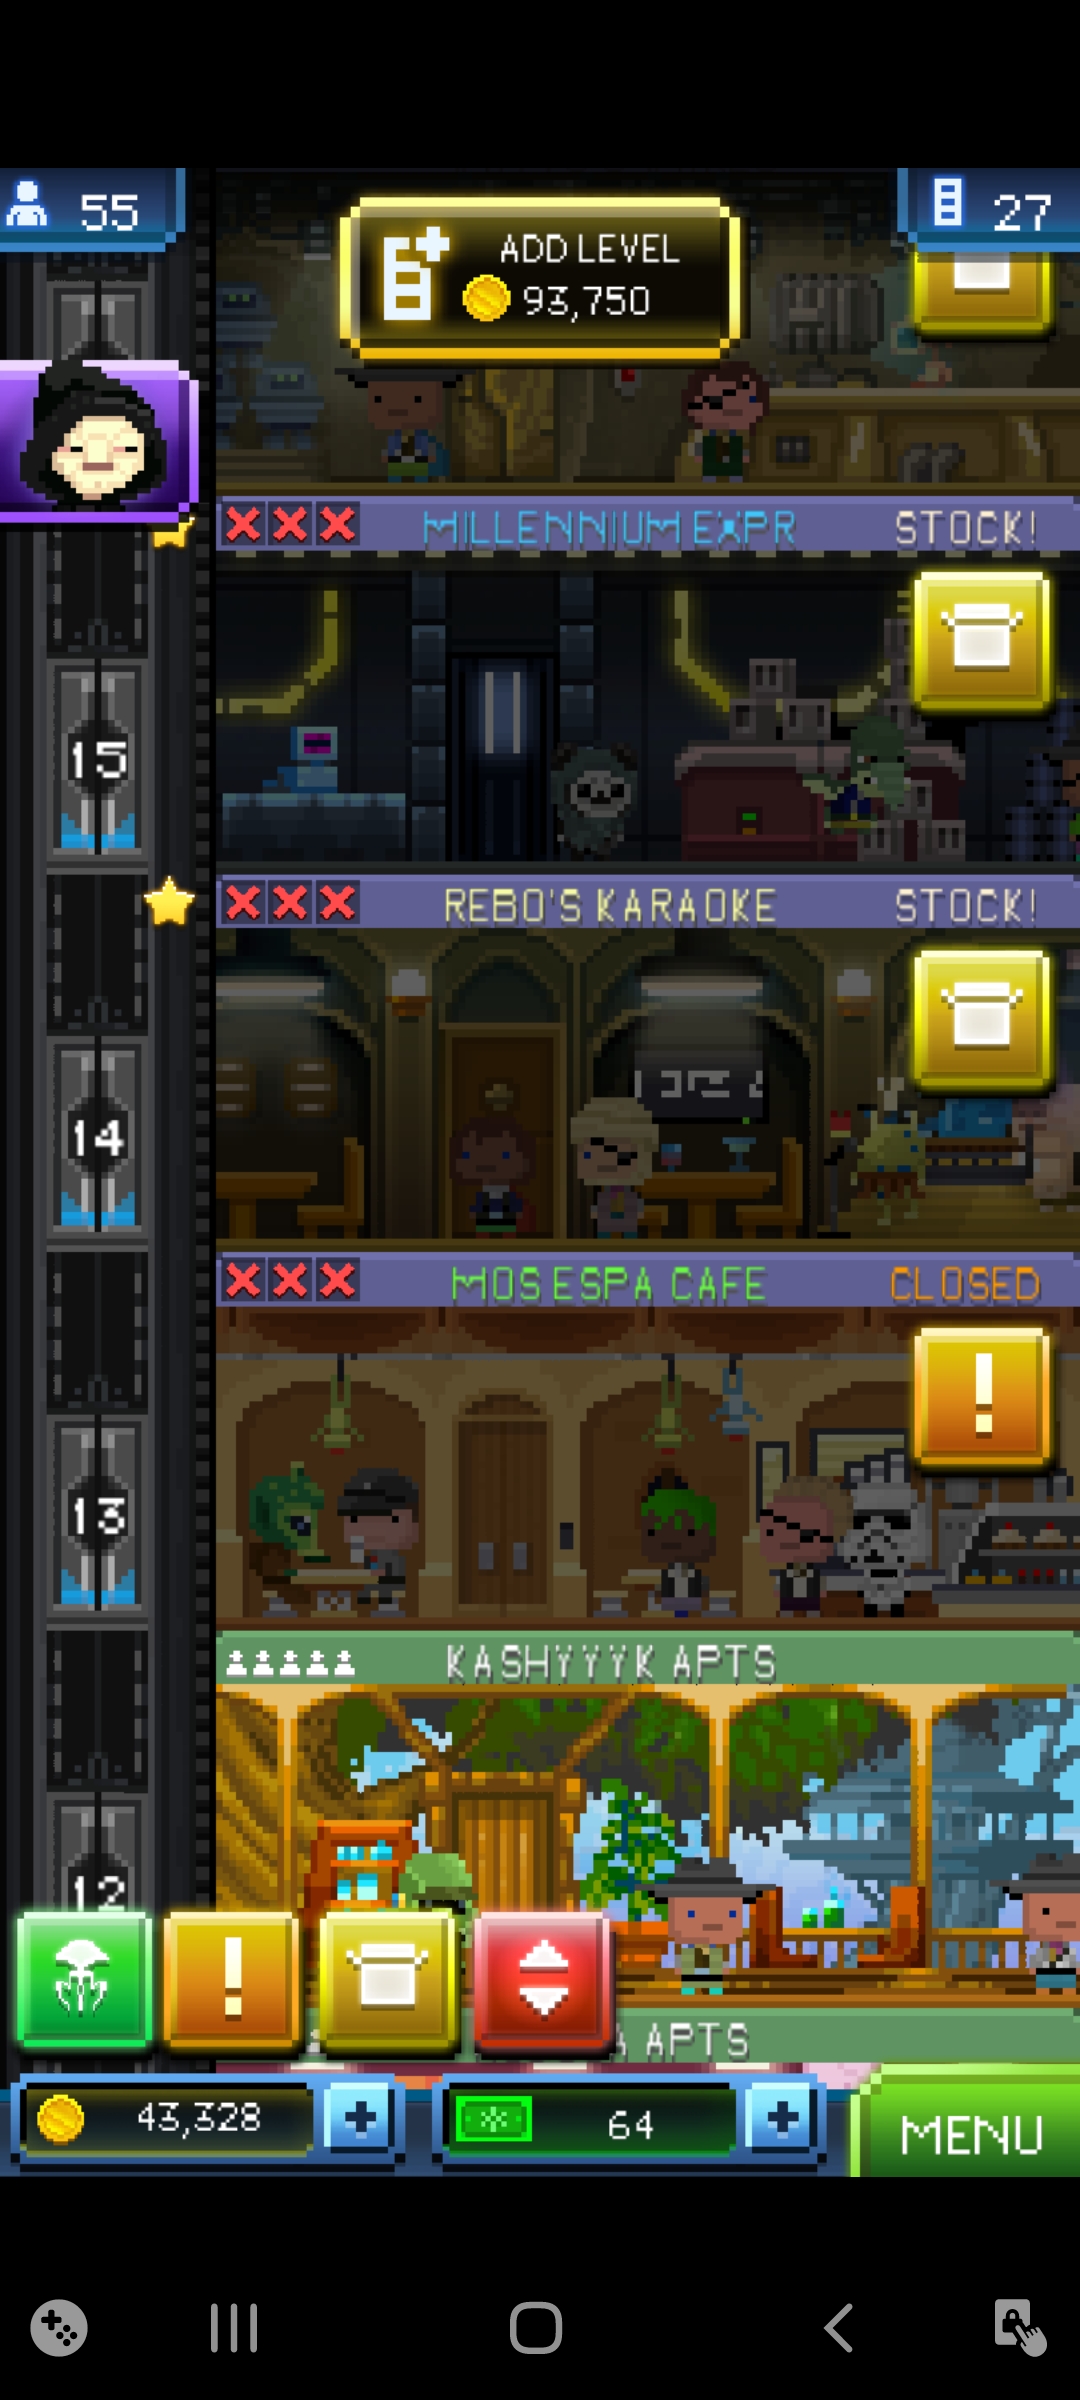 55
ADD LEVEL
93,750
27
MILLENNIUM EXPR
STOCK!
15
REBO'S KARAOKE
STOCK!
14
MOS ESPA CAFE
CLOSED
!
13
KASHYYYK APTS
12
!
APTS
43,328
+
64
+
MENU